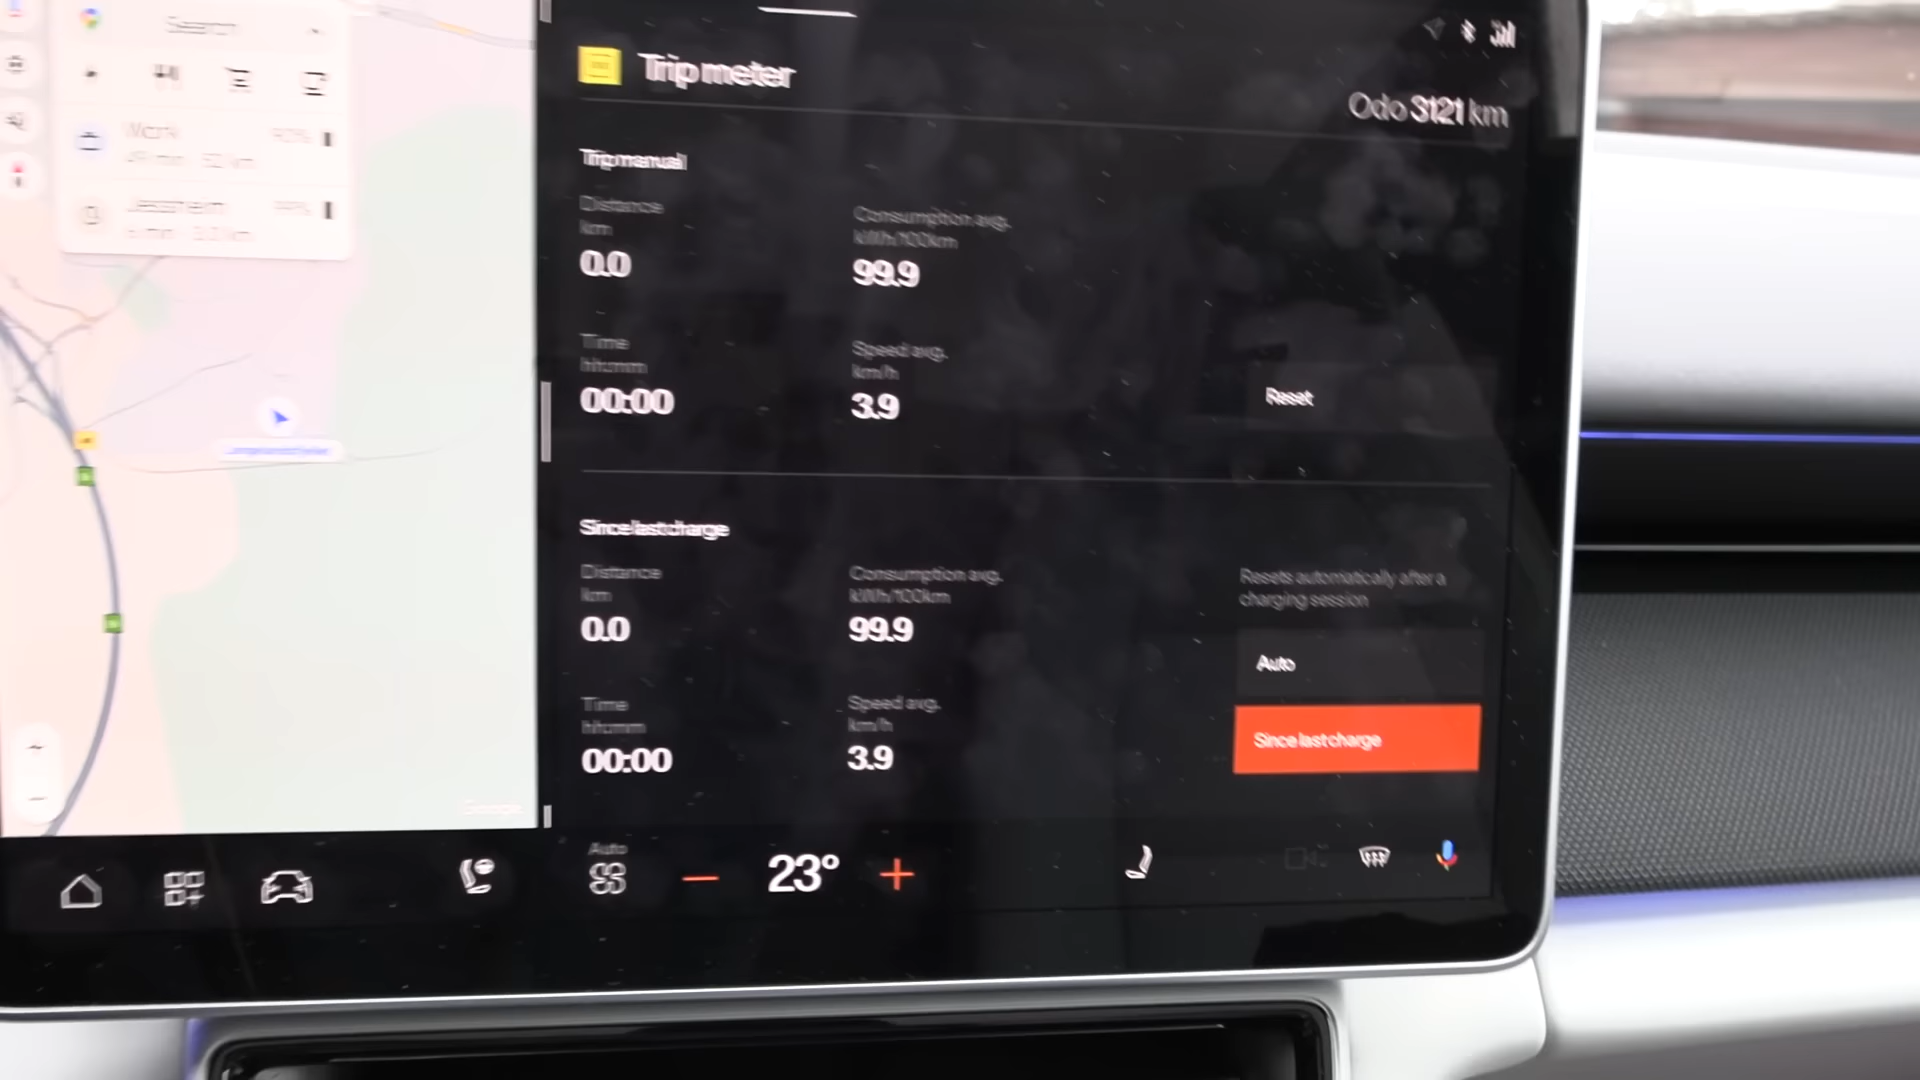 Search
Work
Trip meter
Odo 3121 km
Trip manual
Distance
km
0.0
Consumption avg.
kWh/100km
99.9
Time
hh:mm
00:00
Speed avg.
km/h
3.9
Reset
Since last charge
Distance
km
0.0
Consumption avg.
kWh/100km
99.9
Resets automatically after a
charging session
Auto
Time
hh:mm
00:00
Speed avg.
km/h
3.9
Since last charge
Google
Auto
23°